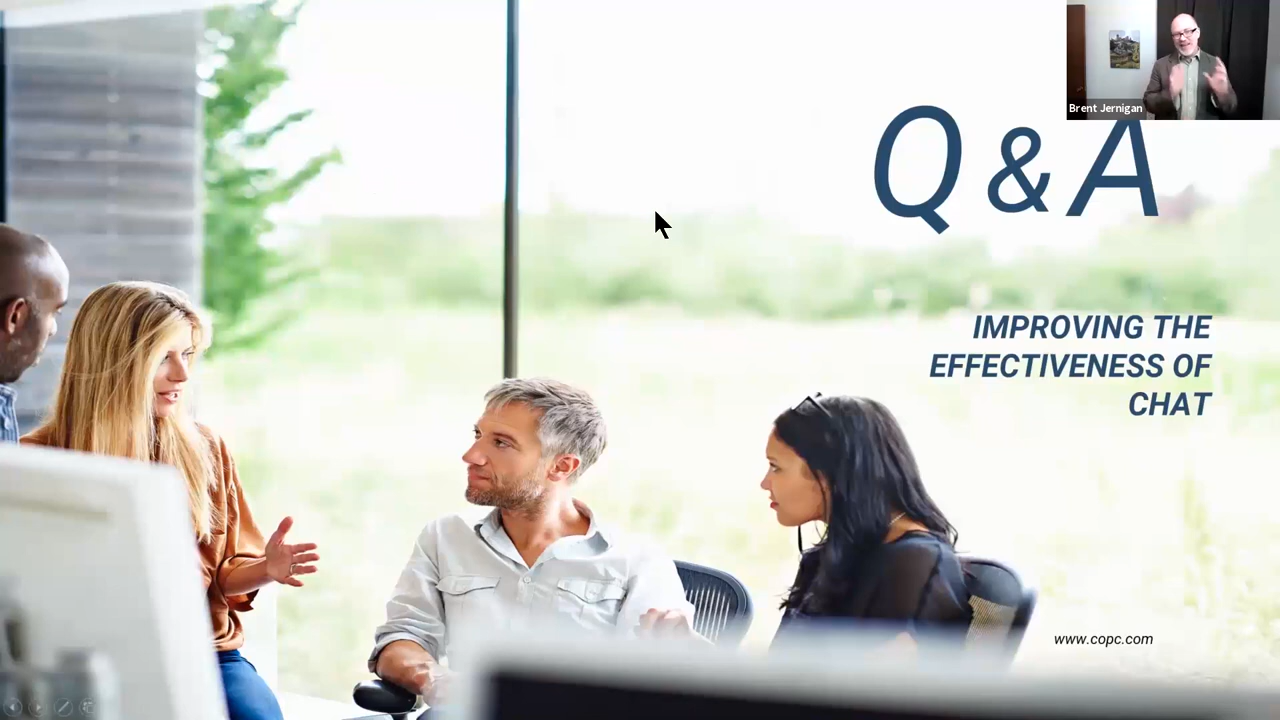 Brent Jernigan
Q & A
IMPROVING THE
EFFECTIVENESS OF
CHAT
www.copc.com